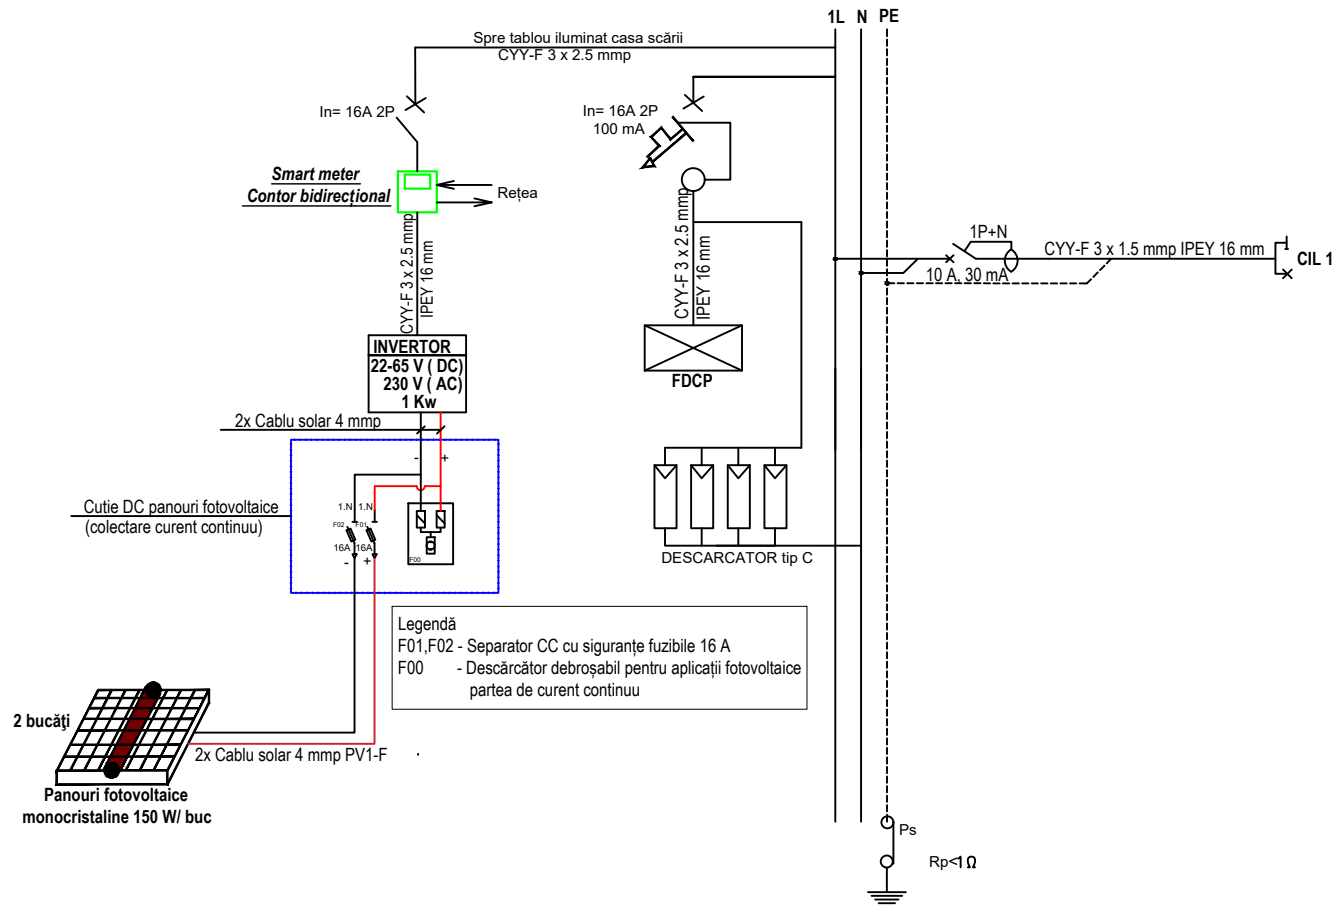 1L N PE
Spre tablou iluminat casa scării
CYY-F 3 x 2.5 mmp
In= 16A 2P
In= 16A 2P
100 mA
Smart meter
Contor bidirecțional
Rețea
CYY-F 3 x 2.5 mmp
IPEY 16 mm
CYY-F 3 x 2.5 mmp
IPEY 16 mm
1P+N
10 A, 30 mA
CYY-F 3 x 1.5 mmp IPEY 16 mm
CIL 1
INVERTOR
22-65 V ( DC)
230 V ( AC)
1 Kw
FDCP
2x Cablu solar 4 mmp
- +
Cutie DC panouri fotovoltaice
(colectare curent continuu)
1.N 1.N
F02 F01
16A 16A
- +
F00
DESCARCATOR tip C
Legendă
F01,F02 - Separator CC cu siguranțe fuzibile 16 A
F00 - Descărcător debroșabil pentru aplicații fotovoltaice
partea de curent continuu
2 bucăți
2x Cablu solar 4 mmp PV1-F
Panouri fotovoltaice
monocristaline 150 W/ buc
Ps
Rp<1Ω